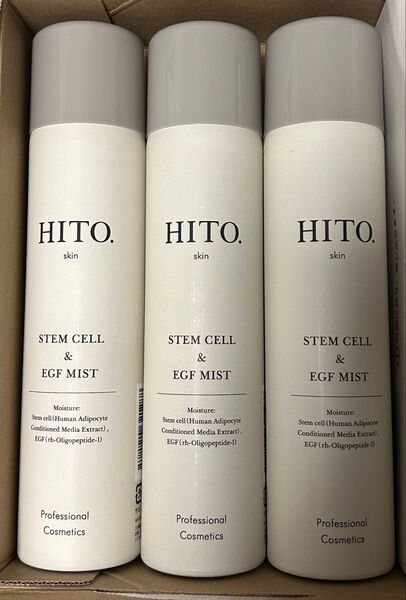 HITO.
skin
STEM CELL
&
EGF MIST
Moisture:
Stem cell (Human Adipocyte
Conditioned Media Extract),
EGF (rh-Oligopeptide-1)
Professional
Cosmetics
HITO.
skin
STEM CELL
&
EGF MIST
Moisture:
Stem cell (Human Adipocyte
Conditioned Media Extract),
EGF (rh-Oligopeptide-1)
Professional
Cosmetics
HITO.
skin
STEM CELL
&
EGF MIST
Moisture:
Stem cell (Human Adipocyte
Conditioned Media Extract),
EGF (rh-Oligopeptide-1)
Professional
Cosmetics